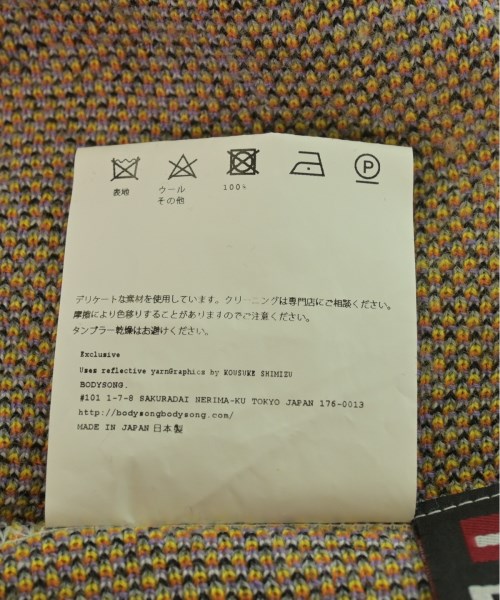 P
表地 ウール 100%
その他
デリケートな素材を使用しています。クリーニングは専門店にご相談ください。
摩擦により色移りすることがありますのでご注意ください。
タンブラー乾燥はお避けください。
Exclusive
Uses reflective yarnGraphics by KOUSUKE SHIMIZU
BODYSONG.
#101 1-7-8 SAKURADAI NERIMA-KU TOKYO JAPAN 176-0013
http://bodysongbodysong.com/
MADE IN JAPAN 日本製